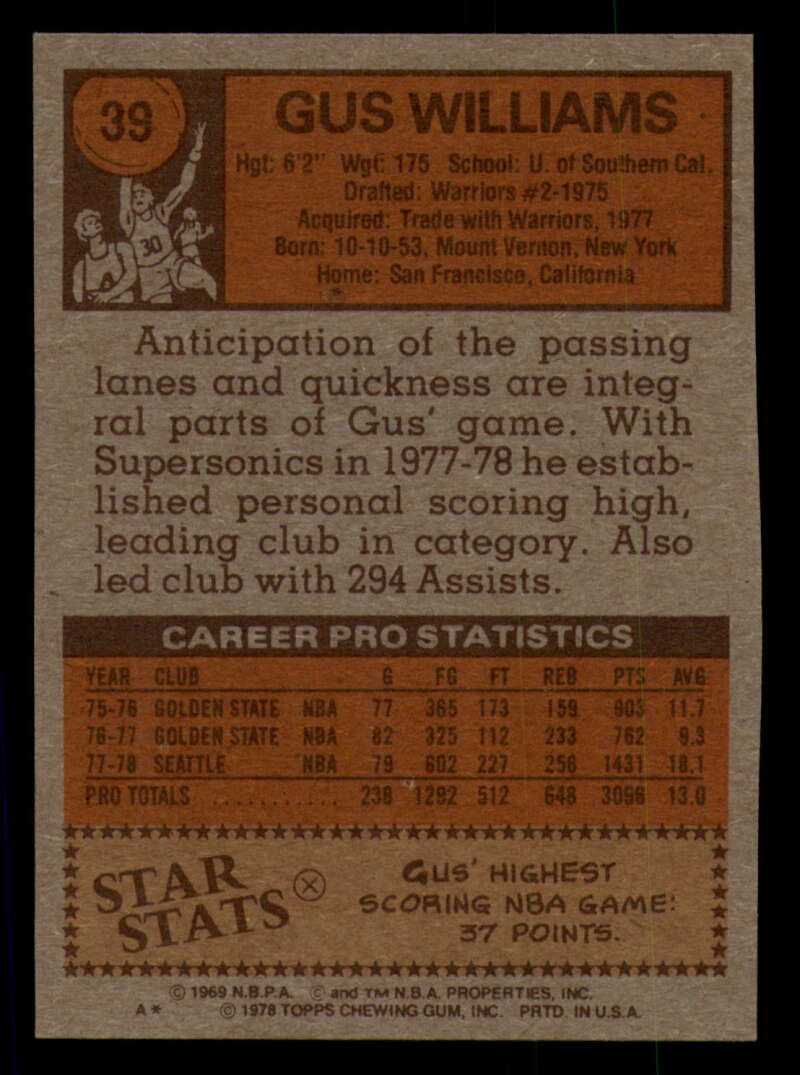 39
GUS WILLIAMS
30
Hgt: 6'2" Wgt: 175 School: U. of Southern Cal.
Drafted: Warriors #2-1975
Acquired: Trade with Warriors, 1977
Born: 10-10-53, Mount Vernon, New York
Home: San Francisco, California
Anticipation of the passing
lanes and quickness are integ-
ral parts of Gus' game. With
Supersonics in 1977-78 he estab-
lished personal scoring high,
leading club in category. Also
led club with 294 Assists.
CAREER PRO STATISTICS
YEAR CLUB G FG FT REB PTS AVG
75-76 GOLDEN STATE NBA 77 365 173 159 903 11.7
76-77 GOLDEN STATE NBA 82 325 112 233 762 9.3
77-78 SEATTLE NBA 79 602 227 256 1431 18.1
PRO TOTALS ........... 238 1292 512 648 3096 13.0
STAR
STATS
GUS' HIGHEST
SCORING NBA GAME:
37 POINTS.
© 1969 N.B.P.A. © and TM N.B.A. PROPERTIES, INC.
A* © 1978 TOPPS CHEWING GUM, INC. PRTD. IN U.S.A.